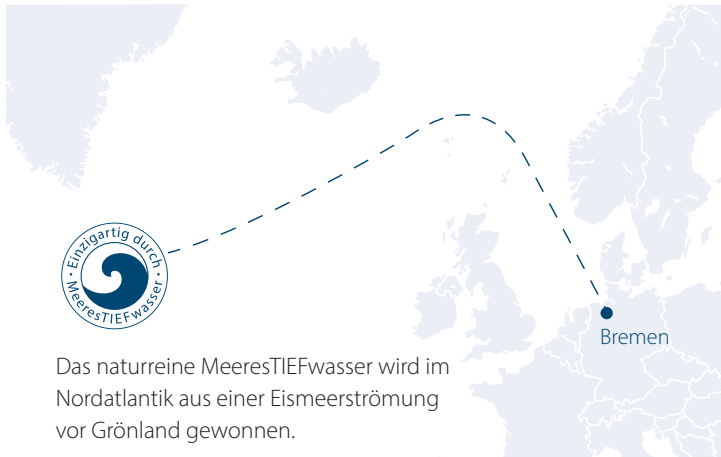 · Einzigartig durch ·
MeeresTIEFwasser
Bremen
Das naturreine MeeresTIEFwasser wird im
Nordatlantik aus einer Eismeerströmung
vor Grönland gewonnen.